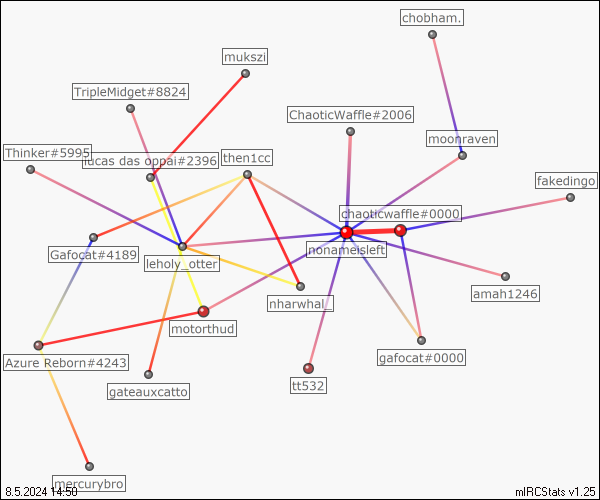 chobham.
mukszi
TripleMidget#8824
ChaoticWaffle#2006
moonraven
Thinker#5995
lucas das oppai#2396
then1cc
fakedingo
chaoticwaffle#0000
Gafocat#4189
leholy_otter
nonameisleft
nharwhal_
amah1246
motorthud
Azure Reborn#4243
gafocat#0000
gateauxcatto
tt532
mercurybro
8.5.2024 14:50
mIRCStats v1.25